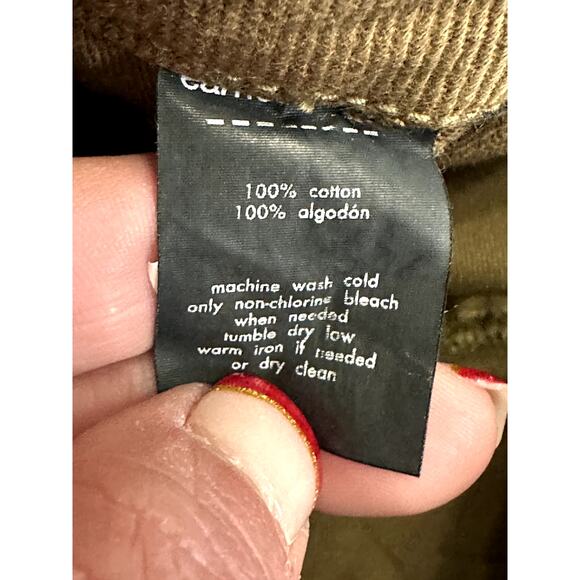 100% cotton
100% algodón
machine wash cold
only non-chlorine bleach
when needed
tumble dry low
warm iron if needed
or dry clean